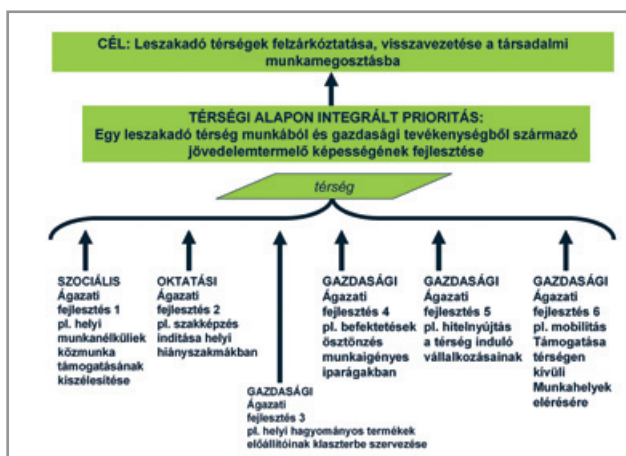 CÉL: Leszakadó térségek felzárkóztatása, visszavezetése a társadalmi
munkamegosztásba
TÉRSÉGI ALAPON INTEGRÁLT PRIORITÁS:
Egy leszakadó térség munkából és gazdasági tevékenységből származó
jövedelemtermelő képességének fejlesztése
térség
SZOCIÁLIS
Ágazati
fejlesztés 1
pl. helyi
munkanélküliek
közmunka
támogatásának
kiszélesítése
OKTATÁSI
Ágazati
fejlesztés 2
pl. szakképzés
indítása helyi
hiányszakmákban
GAZDASÁGI
Ágazati
fejlesztés 3
pl. helyi hagyományos termékek
előállítóinak klaszterbe szervezése
GAZDASÁGI
Ágazati
fejlesztés 4
pl. befektetések
ösztönzés
munkaigényes
iparágakban
GAZDASÁGI
Ágazati
fejlesztés 5
pl. hitelnyújtás
a térség induló
vállalkozásainak
GAZDASÁGI
Ágazati
fejlesztés 6
pl. mobilitás
Támogatása
térségen
kívüli
Munkahelyek
elérésére